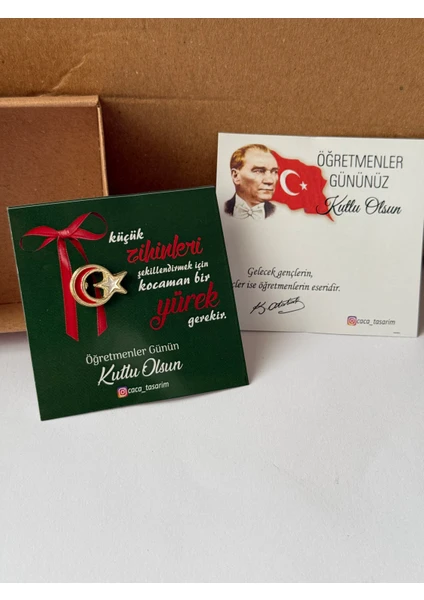 küçük
zihinleri
şekillendirmek için
kocaman bir
yürek
gerekir.
Öğretmenler Günün
Kutlu Olsun
caca_tasarim
ÖĞRETMENLER
GÜNÜNÜZ
Kutlu Olsun
Gelecek gençlerin,
ler ise öğretmenlerin eseridir.
K. Atatürk
caca_tasarim